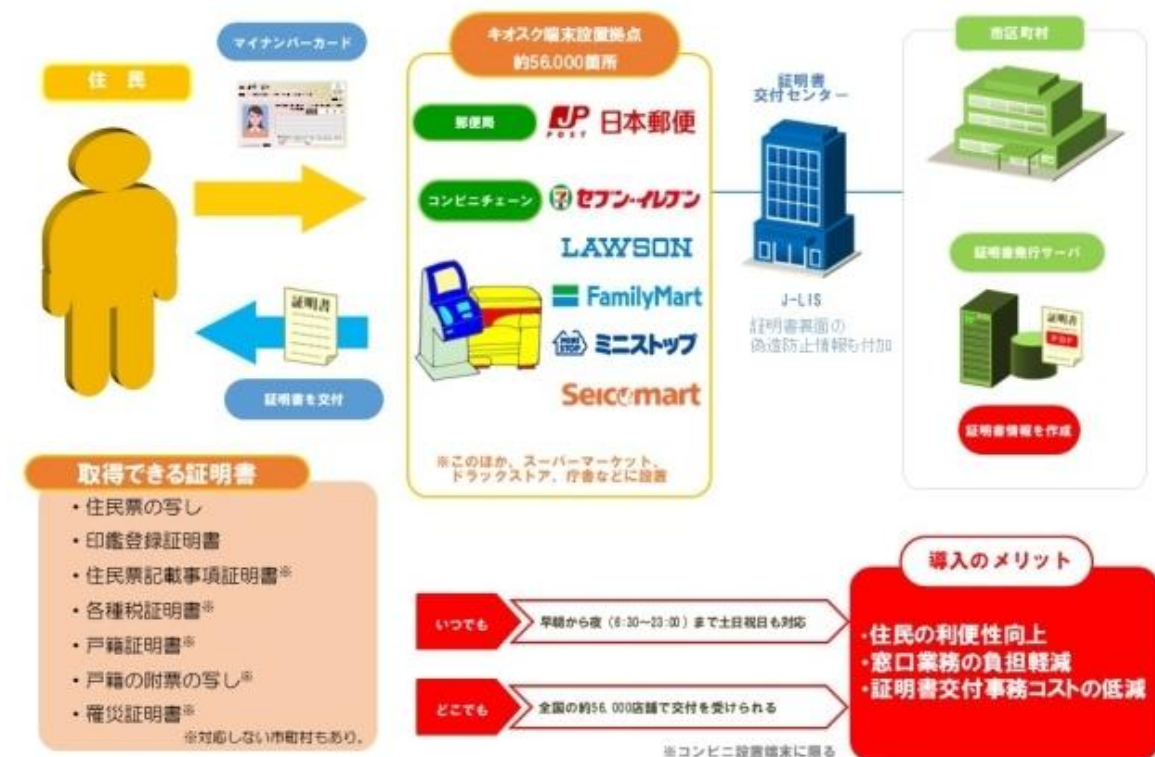 住民
マイナンバーカード
証明書
証明書を交付
キオスク端末設置拠点
約56.000箇所
郵便局
JP
POST
日本郵便
コンビニチェーン
セブン-イレブン
LAWSON
FamilyMart
MINI STOP
ミニストップ
Seicomart
※このほか、スーパーマーケット、
ドラックストア、庁舎などに設置
証明書
交付センター
J-LIS
証明書裏面の
偽造防止情報も付加
市区町村
証明書発行サーバ
証明書
PDF
証明書情報を作成
取得できる証明書
・住民票の写し
・印鑑登録証明書
・住民票記載事項証明書※
・各種税証明書※
・戸籍証明書※
・戸籍の附票の写し※
・罹災証明書※
※対応しない市町村もあり。
いつでも
早朝から夜（6:30～23:00）まで土日祝日も対応
どこでも
全国の約56.000店舗で交付を受けられる
※コンビニ設置端末に限る
導入のメリット
・住民の利便性向上
・窓口業務の負担軽減
・証明書交付事務コストの低減